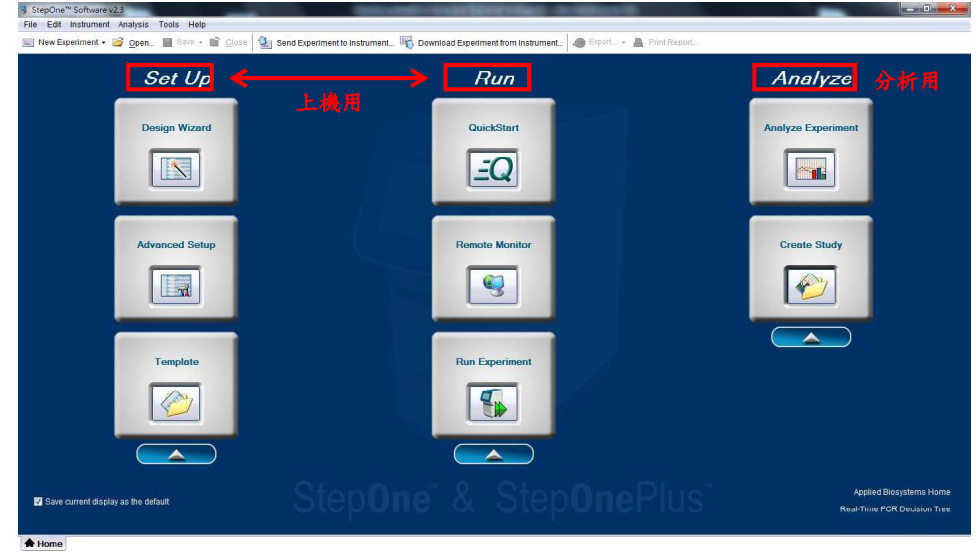 StepOne™ Software v2.3
File Edit Instrument Analysis Tools Help
New Experiment Open... Save Close Send Experiment to Instrument... Download Experiment from Instrument... Export... Print Report...
Set Up Run Analyze 分析用
上機用
Design Wizard QuickStart Analyze Experiment
Advanced Setup Remote Monitor Create Study
Template Run Experiment
StepOne™ & StepOnePlus™
Applied Biosystems Home
Save current display as the default
Real-Time PCR Decision Tree
Home